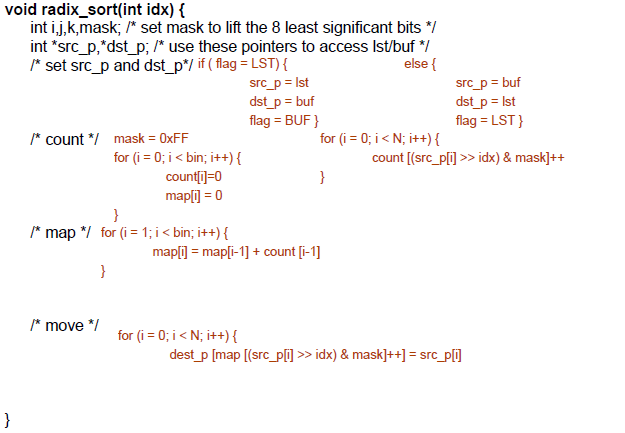 void radix_sort(int idx) {
int i,j,k,mask; /* set mask to lift the 8 least significant bits */
int *src_p,*dst_p; /* use these pointers to access lst/buf */
/* set src_p and dst_p*/ if ( flag = LST) { else {
src_p = lst src_p = buf
dst_p = buf dst_p = lst
flag = BUF } flag = LST }
/* count */ mask = 0xFF for (i = 0; i < N; i++) {
for (i = 0; i < bin; i++) { count [(src_p[i] >> idx) & mask]++
count[i]=0 }
map[i] = 0
}
/* map */ for (i = 1; i < bin; i++) {
map[i] = map[i-1] + count [i-1]
}
/* move */ for (i = 0; i < N; i++) {
dest_p [map [(src_p[i] >> idx) & mask]++] = src_p[i]
}